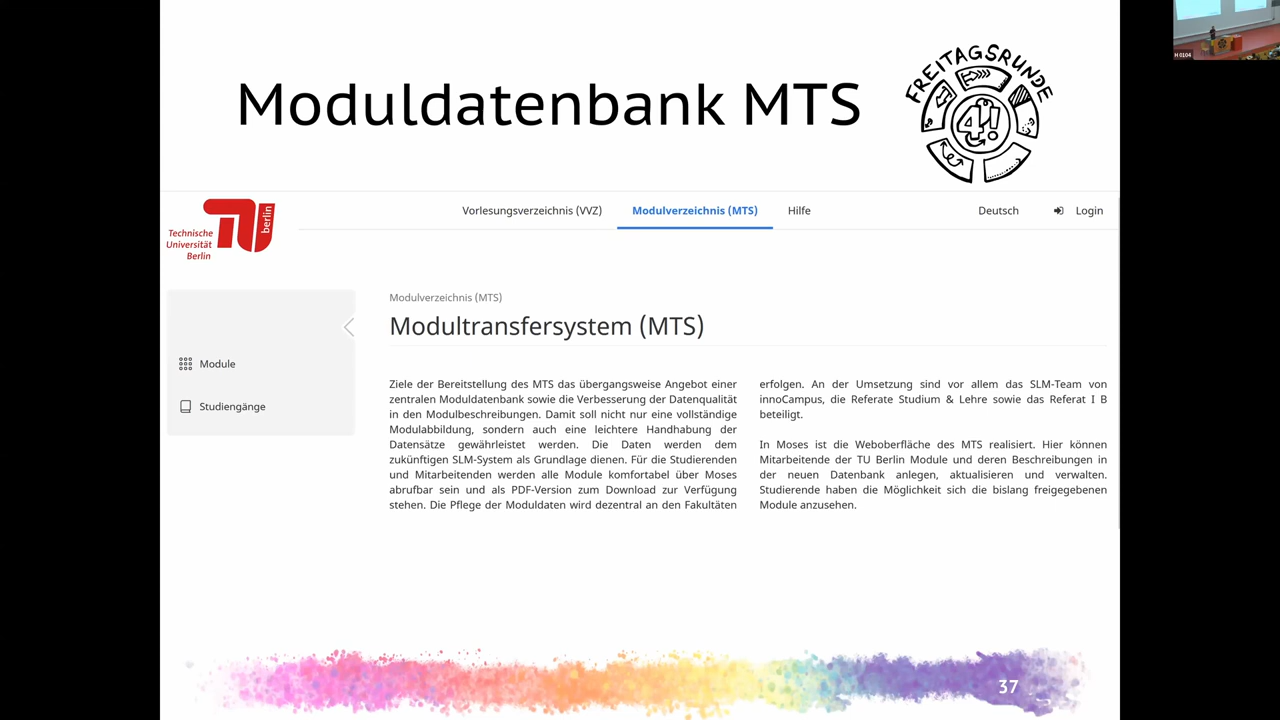 Moduldatenbank MTS
FREITAGSRUNDE
4!
H 0104
Technische
Universität
Berlin
berlin
Vorlesungsverzeichnis (VVZ)
Modulverzeichnis (MTS)
Hilfe
Deutsch
Login
Module
Studiengänge
Modulverzeichnis (MTS)
Modultransfersystem (MTS)
Ziele der Bereitstellung des MTS das übergangsweise Angebot einer
zentralen Moduldatenbank sowie die Verbesserung der Datenqualität
in den Modulbeschreibungen. Damit soll nicht nur eine vollständige
Modulabbildung, sondern auch eine leichtere Handhabung der
Datensätze gewährleistet werden. Die Daten werden dem
zukünftigen SLM-System als Grundlage dienen. Für die Studierenden
und Mitarbeitenden werden alle Module komfortabel über Moses
abrufbar sein und als PDF-Version zum Download zur Verfügung
stehen. Die Pflege der Moduldaten wird dezentral an den Fakultäten
erfolgen. An der Umsetzung sind vor allem das SLM-Team von
innoCampus, die Referate Studium & Lehre sowie das Referat I B
beteiligt.
In Moses ist die Weboberfläche des MTS realisiert. Hier können
Mitarbeitende der TU Berlin Module und deren Beschreibungen in
der neuen Datenbank anlegen, aktualisieren und verwalten.
Studierende haben die Möglichkeit sich die bislang freigegebenen
Module anzusehen.
37